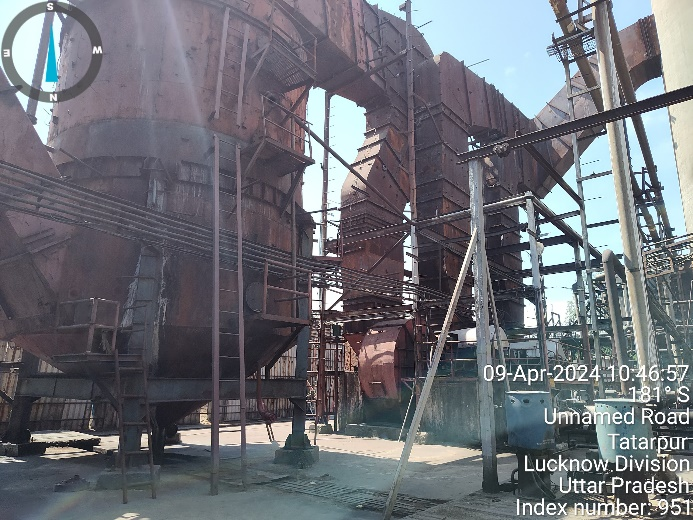 S
W
N
E
09-Apr-2024 10:46:57
181° S
Unnamed Road
Tatarpur
Lucknow Division
Uttar Pradesh
Index number: 951